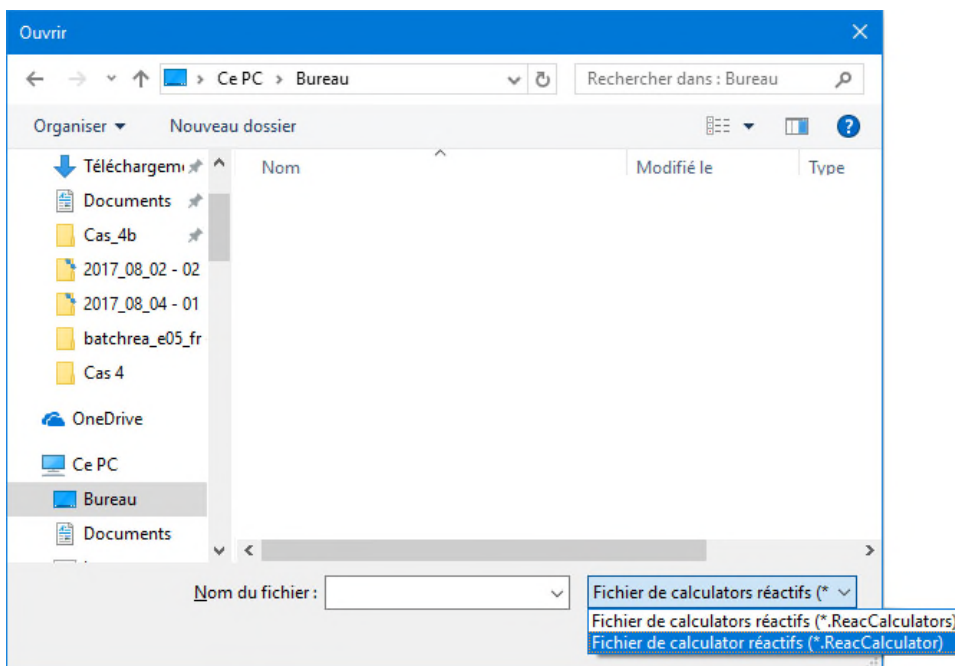 Ouvrir
Ce PC > Bureau
Rechercher dans : Bureau
Organiser
Nouveau dossier
Nom
Modifié le
Type
Téléchargem
Documents
Cas_4b
2017_08_02 - 02
2017_08_04 - 01
batchrea_e05_fr
Cas 4
OneDrive
Ce PC
Bureau
Documents
Nom du fichier :
Fichier de calculators réactifs (*
Fichier de calculators réactifs (*.ReacCalculators)
Fichier de calculator réactifs (*.ReacCalculator)